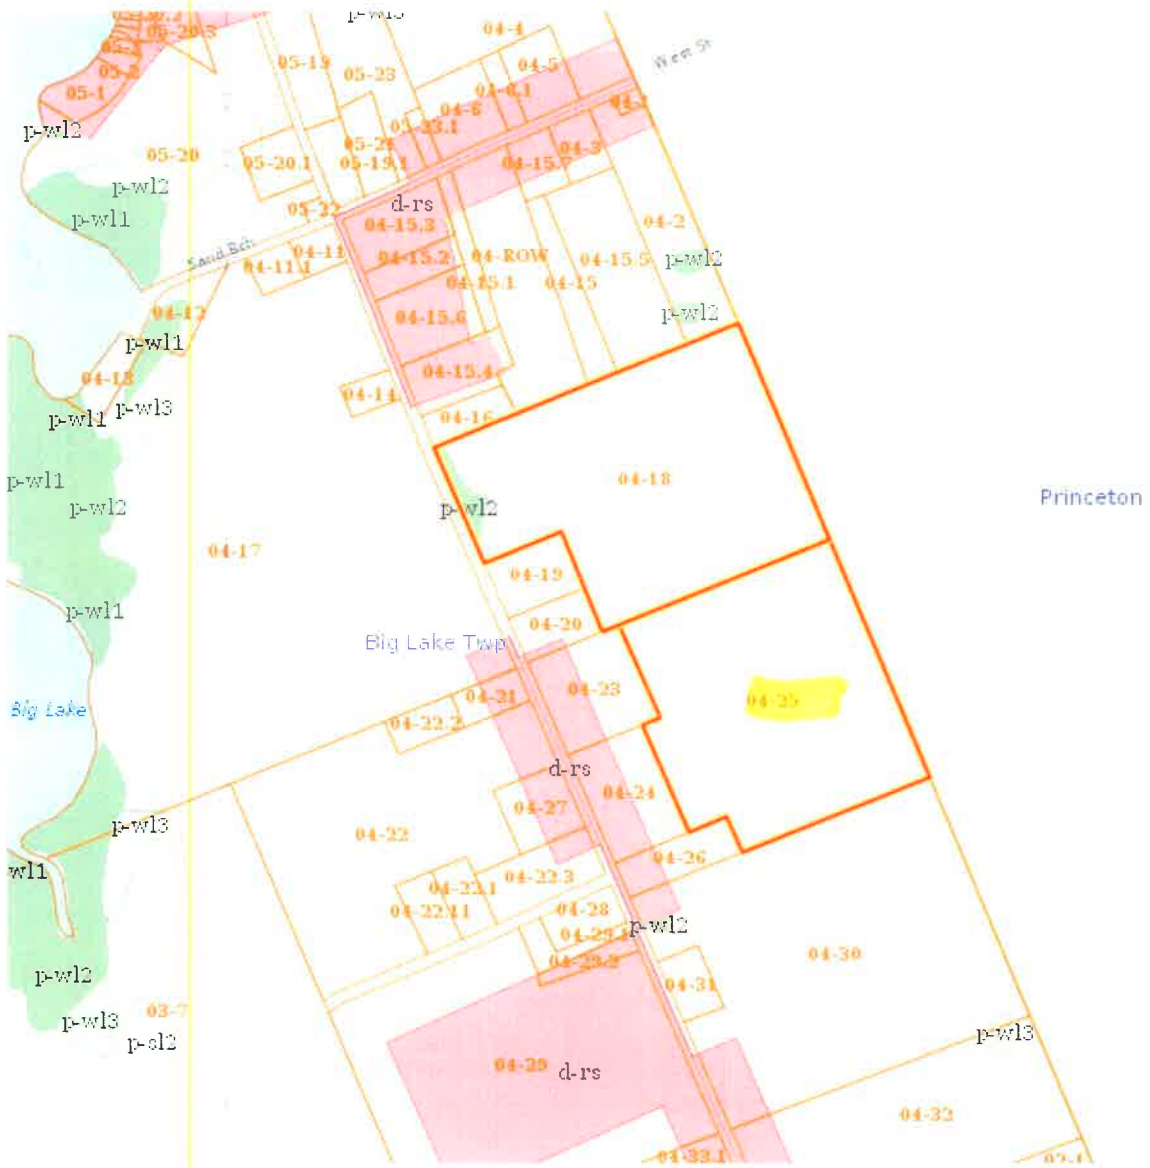 p-wl3
05-20.3
04-4
West St
05-19
05-23
04-5
05-2
05-1
04-6.1
04-6
p-wl2
05-23.1
04-3
05-20
05-20.1
05-19.1
04-15.7
p-wl2
d-rs
05-22
p-wl1
04-15.3
04-2
Sand Bch
04-11
04-15.2
04-ROW
04-15.5
p-wl2
04-11.1
04-15.1
04-15
04-12
04-15.6
p-wl2
p-wl1
04-13
04-15.4
04-14
p-wl3
p-wl1
04-16
p-wl1
04-18
Princeton
p-wl2
p-wl2
04-17
04-19
p-wl1
04-20
Big Lake Twp
04-23
04-21
04-25
Big Lake
04-22.2
d-rs
04-24
04-27
p-wl3
04-22
04-26
wl1
04-22.3
04-22.1
04-22.11
04-28
p-wl2
04-30
p-wl2
04-31
03-7
p-wl3
p-sl2
p-wl3
04-29
d-rs
04-32
04-33.1